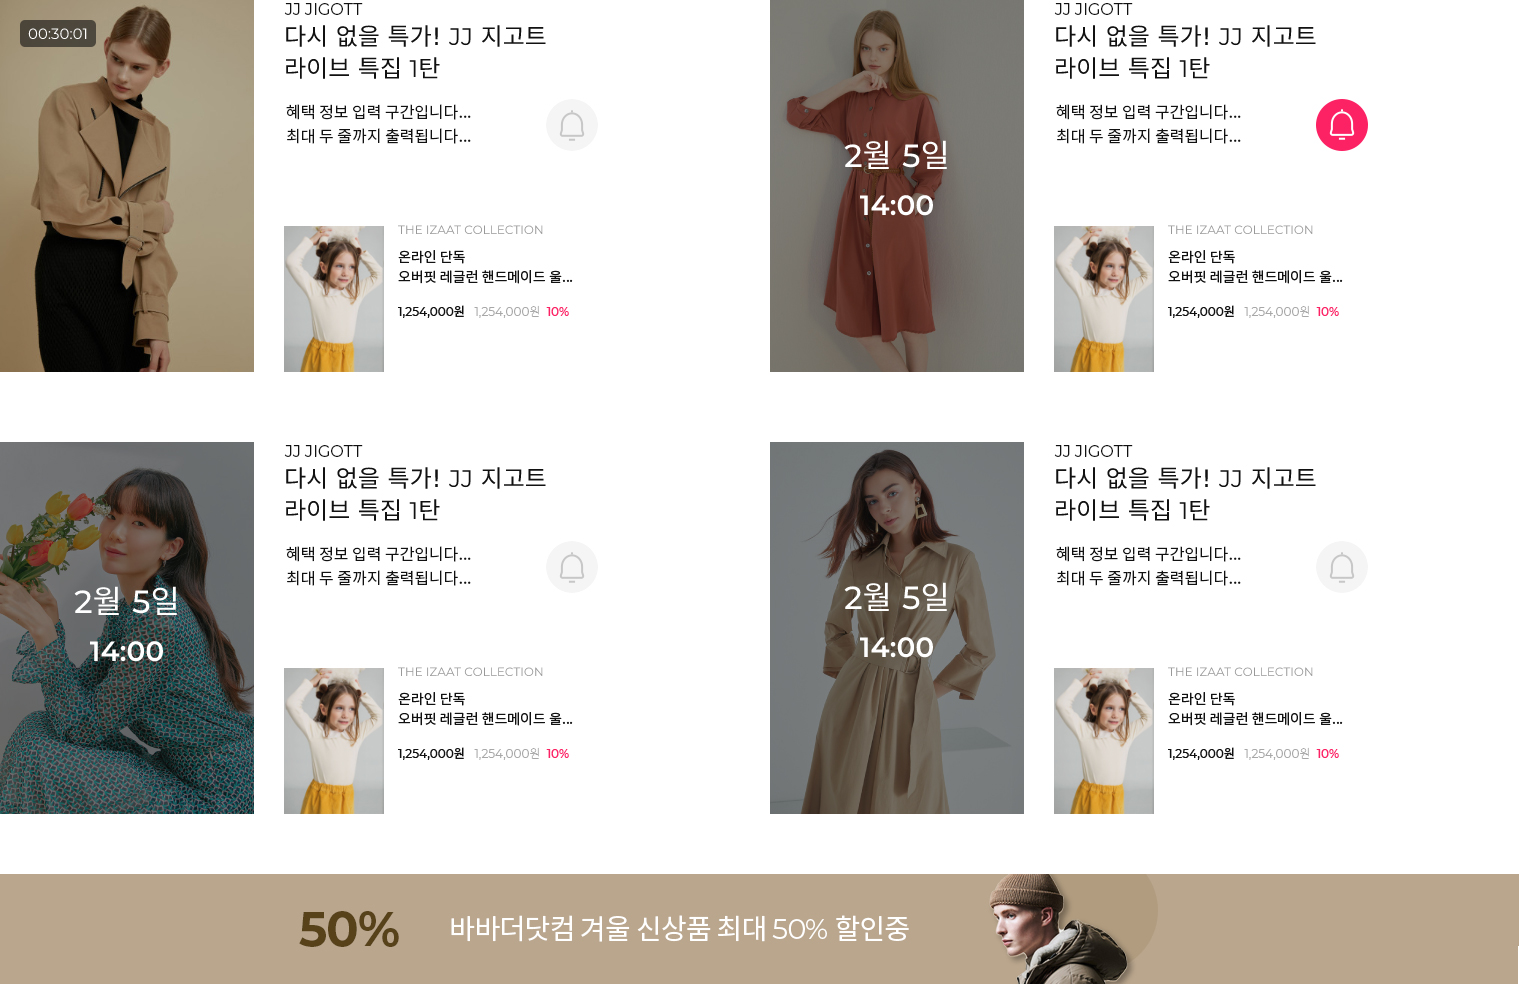 00:30:01
JJ JIGOTT
다시 없을 특가! JJ 지고트
라이브 특집 1탄
혜택 정보 입력 구간입니다...
최대 두 줄까지 출력됩니다...
THE IZAAT COLLECTION
온라인 단독
오버핏 레글런 핸드메이드 울...
1,254,000원 1,254,000원 10%
2월 5일
14:00
JJ JIGOTT
다시 없을 특가! JJ 지고트
라이브 특집 1탄
혜택 정보 입력 구간입니다...
최대 두 줄까지 출력됩니다...
THE IZAAT COLLECTION
온라인 단독
오버핏 레글런 핸드메이드 울...
1,254,000원 1,254,000원 10%
2월 5일
14:00
JJ JIGOTT
다시 없을 특가! JJ 지고트
라이브 특집 1탄
혜택 정보 입력 구간입니다...
최대 두 줄까지 출력됩니다...
THE IZAAT COLLECTION
온라인 단독
오버핏 레글런 핸드메이드 울...
1,254,000원 1,254,000원 10%
2월 5일
14:00
JJ JIGOTT
다시 없을 특가! JJ 지고트
라이브 특집 1탄
혜택 정보 입력 구간입니다...
최대 두 줄까지 출력됩니다...
THE IZAAT COLLECTION
온라인 단독
오버핏 레글런 핸드메이드 울...
1,254,000원 1,254,000원 10%
50% 바바더닷컴 겨울 신상품 최대 50% 할인중